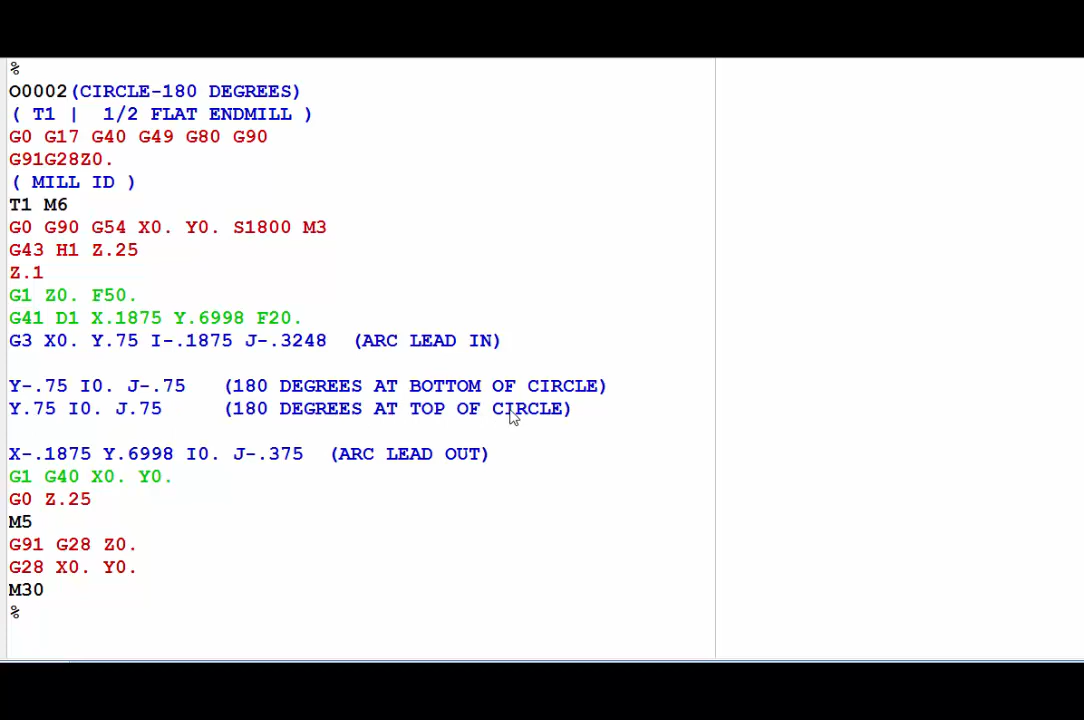 %
O0002(CIRCLE-180 DEGREES)
( T1 |  1/2 FLAT ENDMILL )
G0 G17 G40 G49 G80 G90
G91G28Z0.
( MILL ID )
T1 M6
G0 G90 G54 X0. Y0. S1800 M3
G43 H1 Z.25
Z.1
G1 Z0. F50.
G41 D1 X.1875 Y.6998 F20.
G3 X0. Y.75 I-.1875 J-.3248  (ARC LEAD IN)
Y-.75 I0. J-.75   (180 DEGREES AT BOTTOM OF CIRCLE)
Y.75 I0. J.75     (180 DEGREES AT TOP OF CIRCLE)
X-.1875 Y.6998 I0. J-.375  (ARC LEAD OUT)
G1 G40 X0. Y0.
G0 Z.25
M5
G91 G28 Z0.
G28 X0. Y0.
M30
%